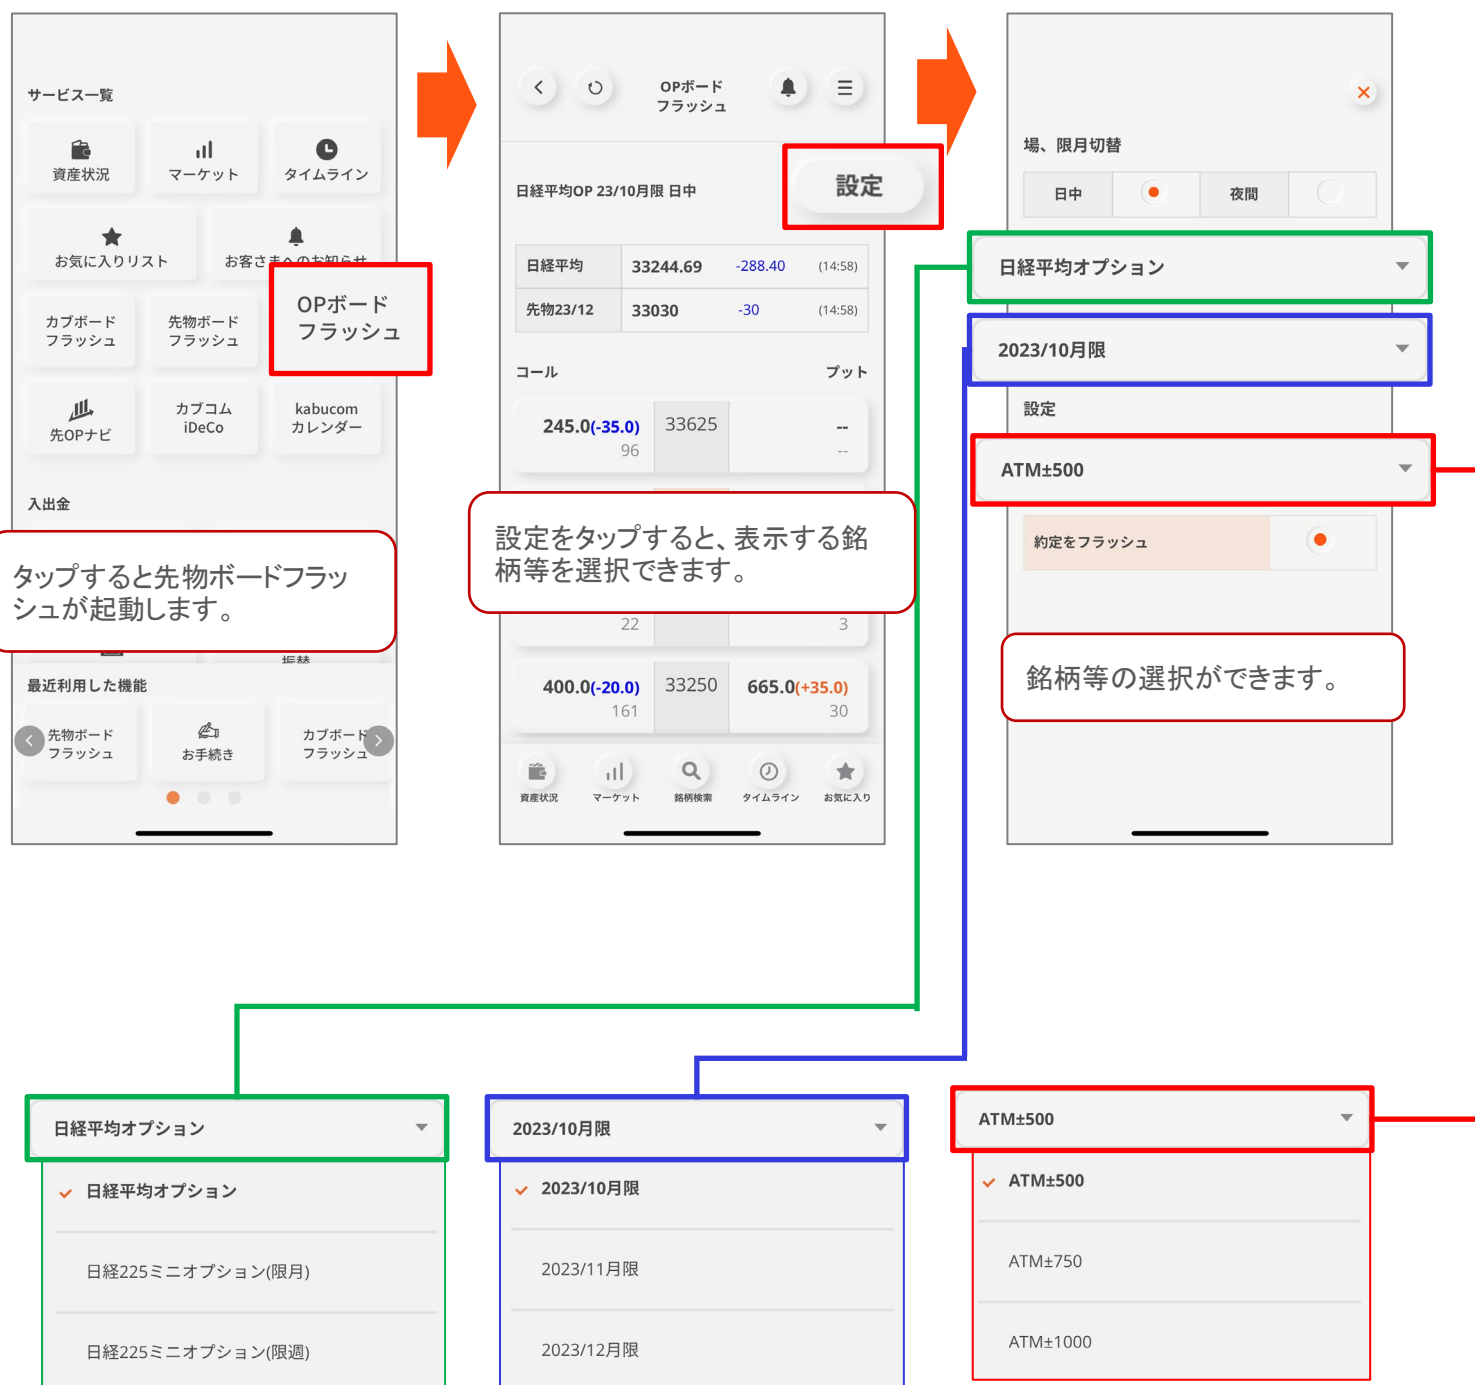 サービス一覧
資産状況
マーケット
タイムライン
お気に入りリスト
お客さまへのお知らせ
カブボード
フラッシュ
先物ボード
フラッシュ
OPボード
フラッシュ
先OPナビ
カブコム
iDeCo
kabucom
カレンダー
入出金
タップすると先物ボードフラッ
シュが起動します。
振替
最近利用した機能
先物ボード
フラッシュ
お手続き
カブボード
フラッシュ
OPボード
フラッシュ
日経平均OP 23/10月限 日中
設定
日経平均 33244.69 -288.40 (14:58)
先物23/12 33030 -30 (14:58)
コール プット
245.0(-35.0) 33625 --
96 --
設定をタップすると、表示する銘
柄等を選択できます。
22 3
400.0(-20.0) 33250 665.0(+35.0)
161 30
資産状況 マーケット 銘柄検索 タイムライン お気に入り
場、限月切替
日中 夜間
日経平均オプション
2023/10月限
設定
ATM±500
約定をフラッシュ
銘柄等の選択ができます。
日経平均オプション
日経平均オプション
日経225ミニオプション(限月)
日経225ミニオプション(限週)
2023/10月限
2023/10月限
2023/11月限
2023/12月限
ATM±500
ATM±500
ATM±750
ATM±1000